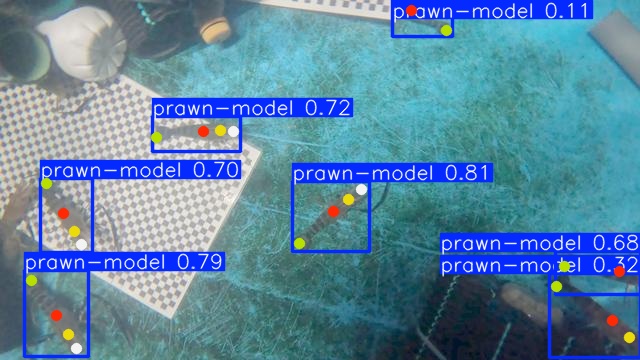 prawn-model 0.11
prawn-model 0.72
prawn-model 0.70
prawn-model 0.81
prawn-model 0.68
prawn-model 0.32
prawn-model 0.79